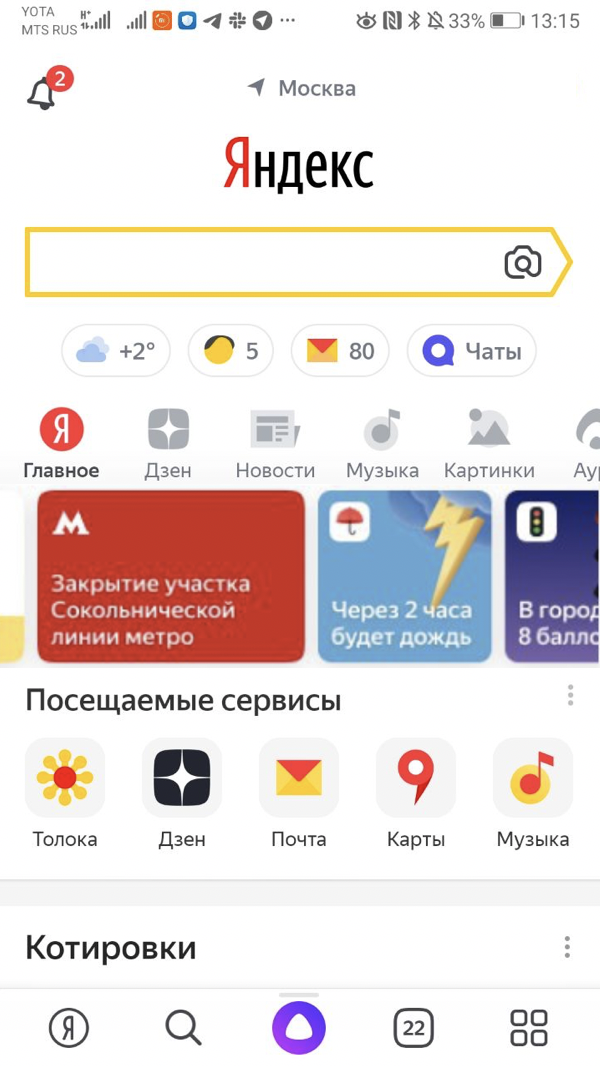 YOTA
MTS RUS
H+
33%
13:15
2
Москва
Яндекс
+2°
5
80
Чаты
Я
Главное
Дзен
Новости
Музыка
Картинки
Ау
М
Закрытие участка
Сокольнической
линии метро
Через 2 часа
будет дождь
В город
8 балло
Посещаемые сервисы
Толока
Дзен
Почта
Карты
Музыка
Котировки
Я
22